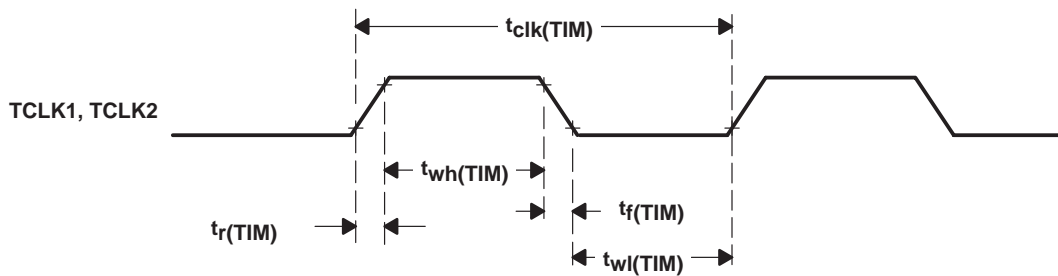 tclk(TIM)
TCLK1, TCLK2
twh(TIM)
tr(TIM)
tf(TIM)
twl(TIM)